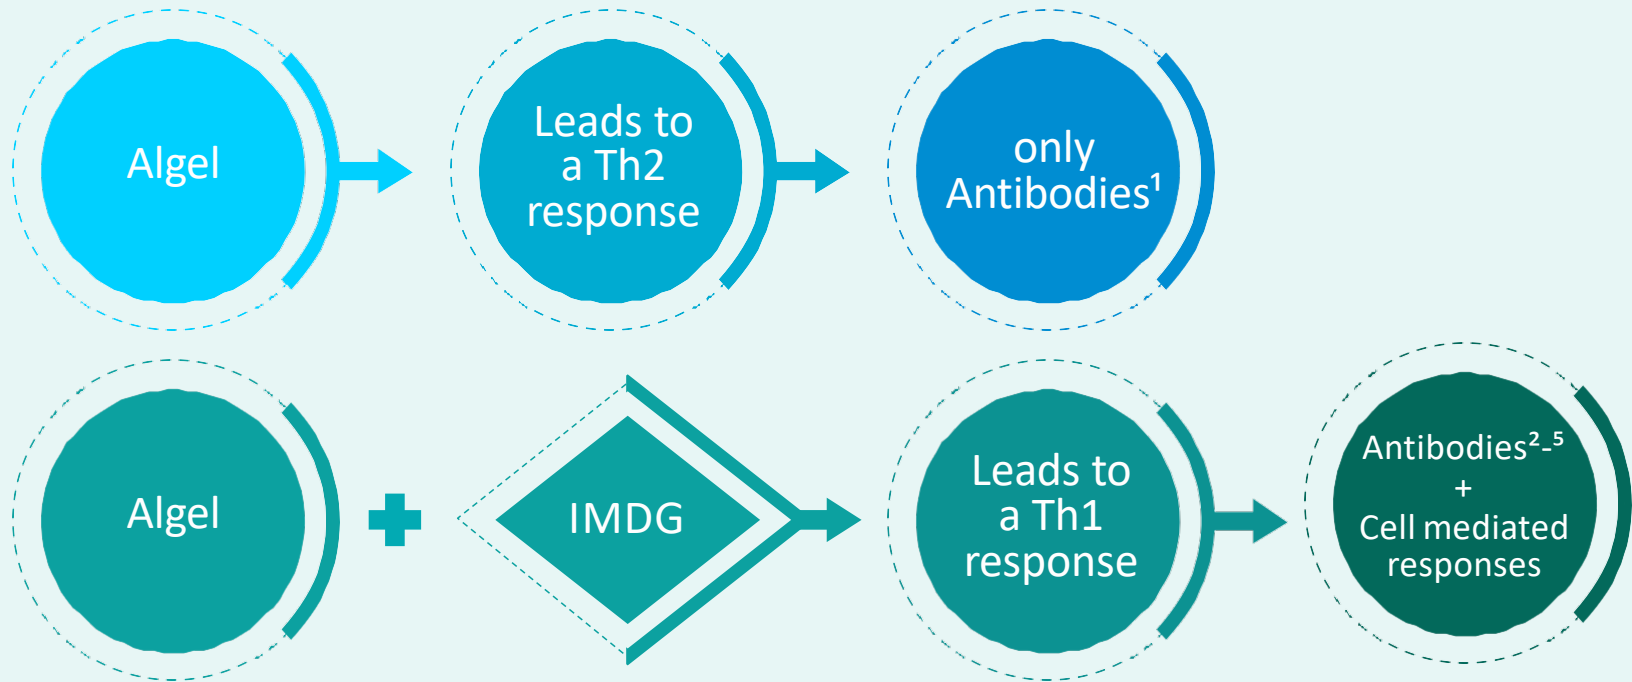 Algel
Leads to
a Th2
response
only
Antibodies¹
Algel
IMDG
Leads to
a Th1
response
Antibodies²-⁵
+
Cell mediated
responses